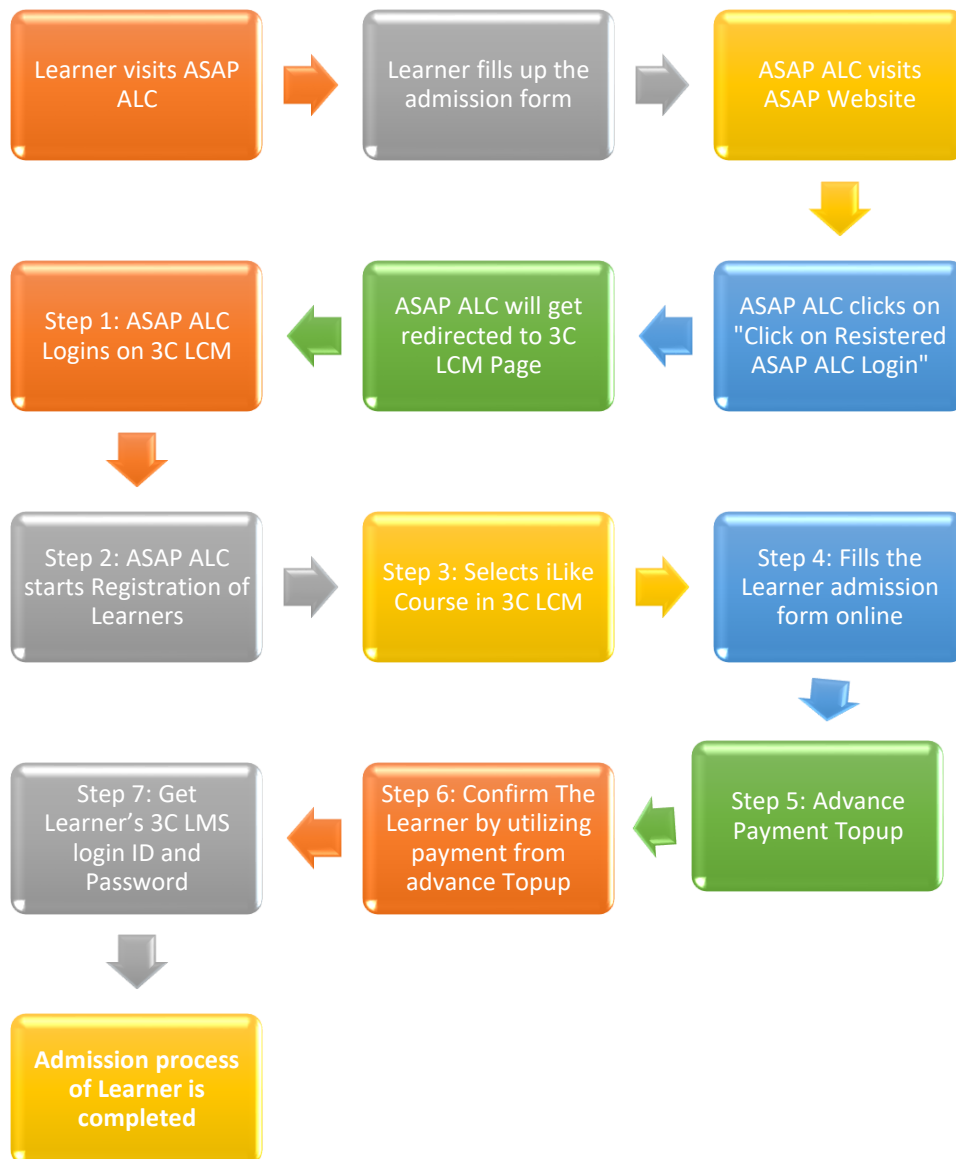 Learner visits ASAP
ALC
Learner fills up the
admission form
ASAP ALC visits
ASAP Website
ASAP ALC clicks on
"Click on Resistered
ASAP ALC Login"
ASAP ALC will get
redirected to 3C
LCM Page
Step 1: ASAP ALC
Logins on 3C LCM
Step 2: ASAP ALC
starts Registration of
Learners
Step 3: Selects iLike
Course in 3C LCM
Step 4: Fills the
Learner admission
form online
Step 5: Advance
Payment Topup
Step 6: Confirm The
Learner by utilizing
payment from
advance Topup
Step 7: Get
Learner’s 3C LMS
login ID and
Password
Admission process
of Learner is
completed